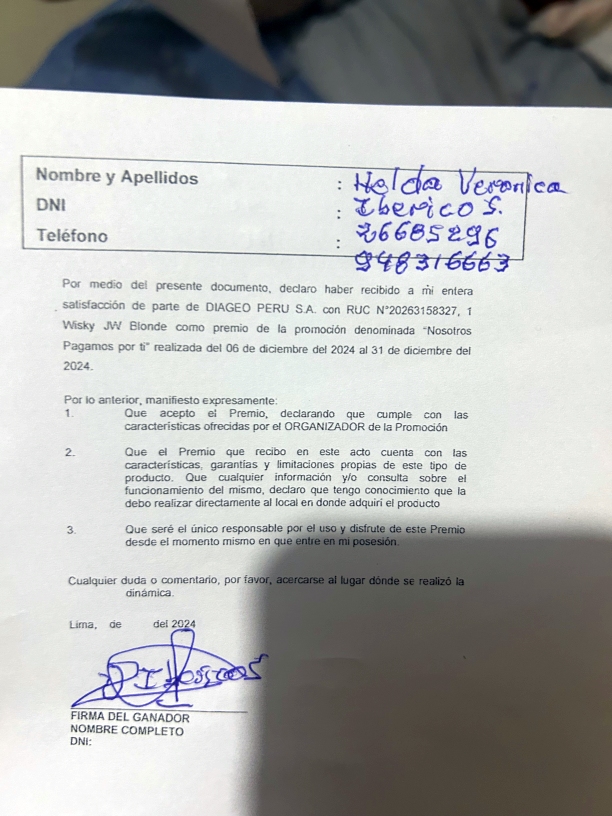 Nombre y Apellidos : Helda Veronica
DNI : Iberico S.
Teléfono : 26685296
948316663
Por medio del presente documento, declaro haber recibido a mi entera
satisfacción de parte de DIAGEO PERU S.A. con RUC N°20263158327, 1
Wisky JW Blonde como premio de la promoción denominada “Nosotros
Pagamos por ti” realizada del 06 de diciembre del 2024 al 31 de diciembre del
2024.
Por lo anterior, manifiesto expresamente:
1. Que acepto el Premio, declarando que cumple con las
características ofrecidas por el ORGANIZADOR de la Promoción
2. Que el Premio que recibo en este acto cuenta con las
características, garantías y limitaciones propias de este tipo de
producto. Que cualquier información y/o consulta sobre el
funcionamiento del mismo, declaro que tengo conocimiento que la
debo realizar directamente al local en donde adquirí el producto
3. Que seré el único responsable por el uso y disfrute de este Premio
desde el momento mismo en que entre en mi posesión.
Cualquier duda o comentario, por favor, acercarse al lugar dónde se realizó la
dinámica.
Lima, de del 2024
FIRMA DEL GANADOR
NOMBRE COMPLETO
DNI: